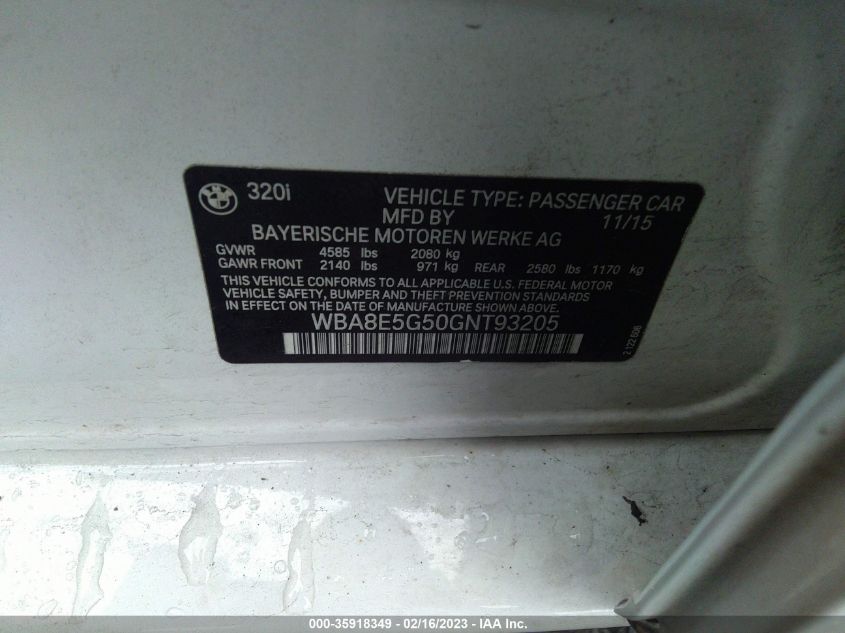 320i VEHICLE TYPE: PASSENGER CAR
MFD BY 11/15
BAYERISCHE MOTOREN WERKE AG
GVWR 4585 lbs 2080 kg
GAWR FRONT 2140 lbs 971 kg REAR 2580 lbs 1170 kg
THIS VEHICLE CONFORMS TO ALL APPLICABLE U.S. FEDERAL MOTOR
VEHICLE SAFETY, BUMPER AND THEFT PREVENTION STANDARDS
IN EFFECT ON THE DATE OF MANUFACTURE SHOWN ABOVE.
WBA8E5G50GNT93205
2 122 606
000-35918349 - 02/16/2023 - IAA Inc.